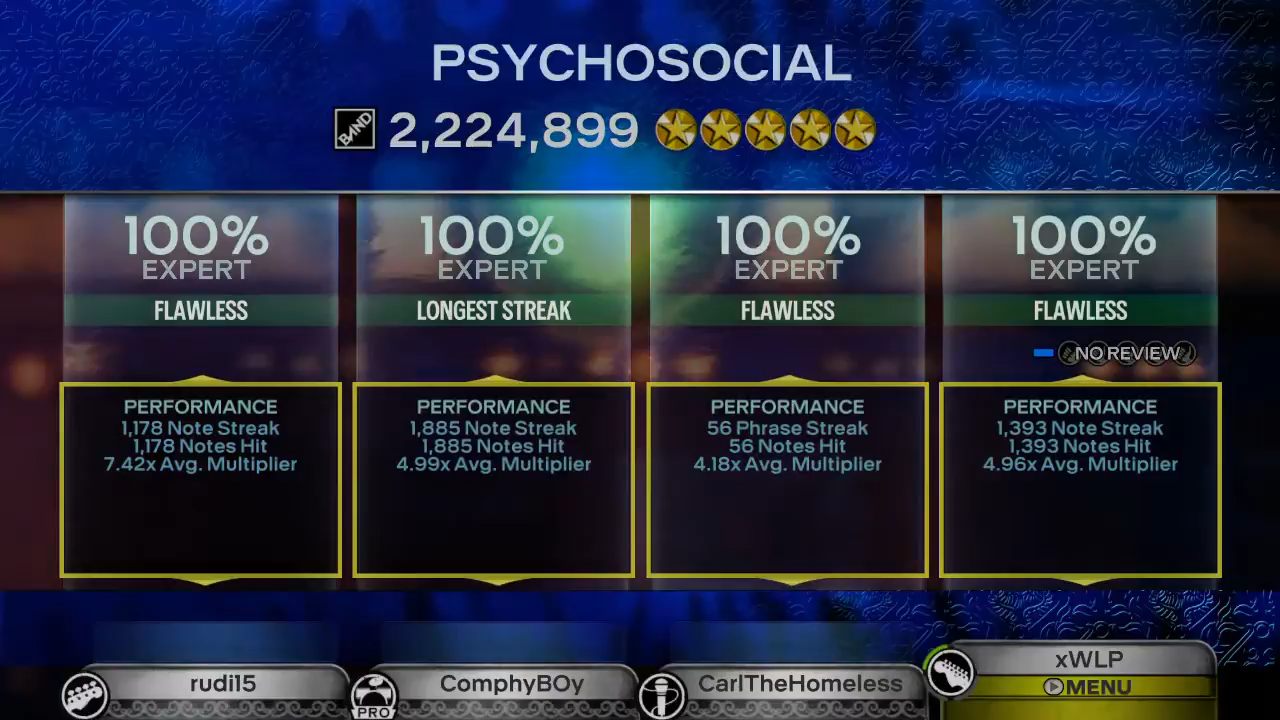 PSYCHOSOCIAL
BAND 2,224,899
100%
EXPERT
FLAWLESS
PERFORMANCE
1,178 Note Streak
1,178 Notes Hit
7.42x Avg. Multiplier
100%
EXPERT
LONGEST STREAK
PERFORMANCE
1,885 Note Streak
1,885 Notes Hit
4.99x Avg. Multiplier
100%
EXPERT
FLAWLESS
PERFORMANCE
56 Phrase Streak
56 Notes Hit
4.18x Avg. Multiplier
100%
EXPERT
FLAWLESS
NO REVIEW
PERFORMANCE
1,393 Note Streak
1,393 Notes Hit
4.96x Avg. Multiplier
rudi15
PRO
ComphyBOy
CarlTheHomeless
xWLP
MENU